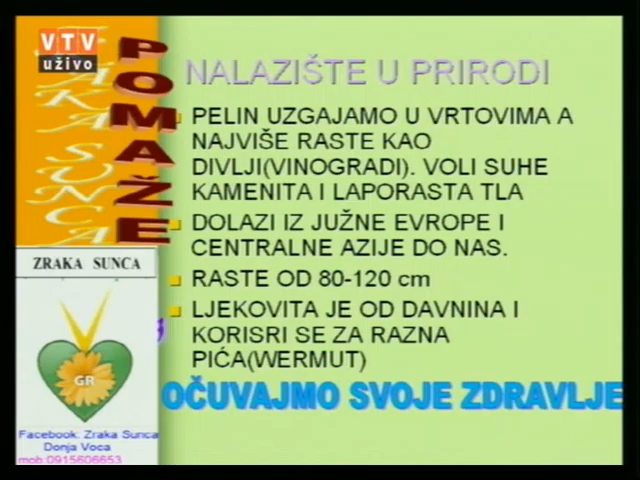 VTV
uživo
ZRAKA SUNCA
POMAŽE
NALAZIŠTE U PRIRODI
PELIN UZGAJAMO U VRTOVIMA A
NAJVIŠE RASTE KAO
DIVLJI(VINOGRADI). VOLI SUHE
KAMENITA I LAPORASTA TLA
DOLAZI IZ JUŽNE EVROPE I
CENTRALNE AZIJE DO NAS.
RASTE OD 80-120 cm
LJEKOVITA JE OD DAVNINA I
KORISRI SE ZA RAZNA
PIĆA(WERMUT)
OČUVAJMO SVOJE ZDRAVLJE
ZRAKA SUNCA
GR
Facebook: Zraka Sunca
Donja Voca
mob:0915606653